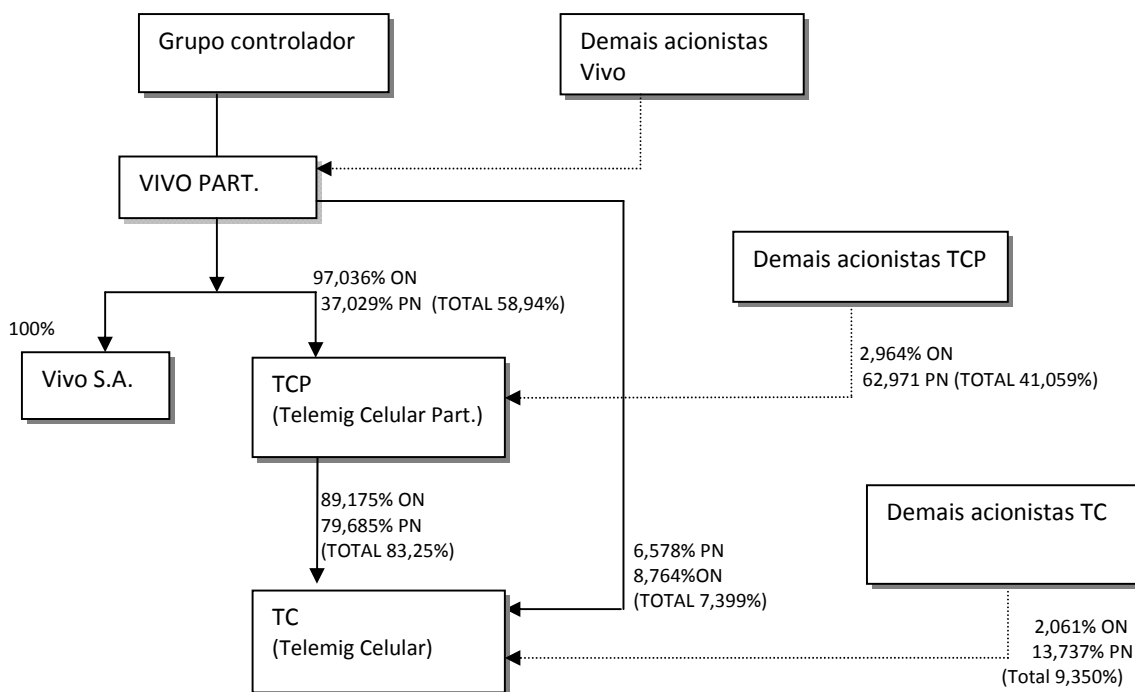 Grupo controlador
Demais acionistas
Vivo
VIVO PART.
Demais acionistas TCP
97,036% ON
37,029% PN (TOTAL 58,94%)
100%
Vivo S.A.
TCP
(Telemig Celular Part.)
2,964% ON
62,971 PN (TOTAL 41,059%)
89,175% ON
79,685% PN
(TOTAL 83,25%)
Demais acionistas TC
6,578% PN
8,764%ON
(TOTAL 7,399%)
TC
(Telemig Celular)
2,061% ON
13,737% PN
(Total 9,350%)